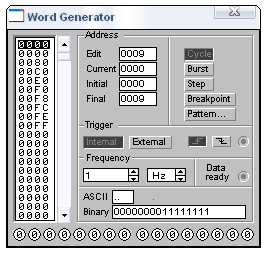 Word Generator
0000
0000
0080
00C0
00E0
00F0
00F8
00FC
00FE
00FF
0000
0000
0000
0000
0000
0000
0000
0000
0000
0000
Address
Edit 0009
Current 0000
Initial 0000
Final 0009
Cycle
Burst
Step
Breakpoint
Pattern...
Trigger
Internal External
Frequency
1 Hz
Data
ready
ASCII ..
Binary 0000000011111111
0 0 0 0 0 0 0 0 0 0 0 0 0 0 0 0